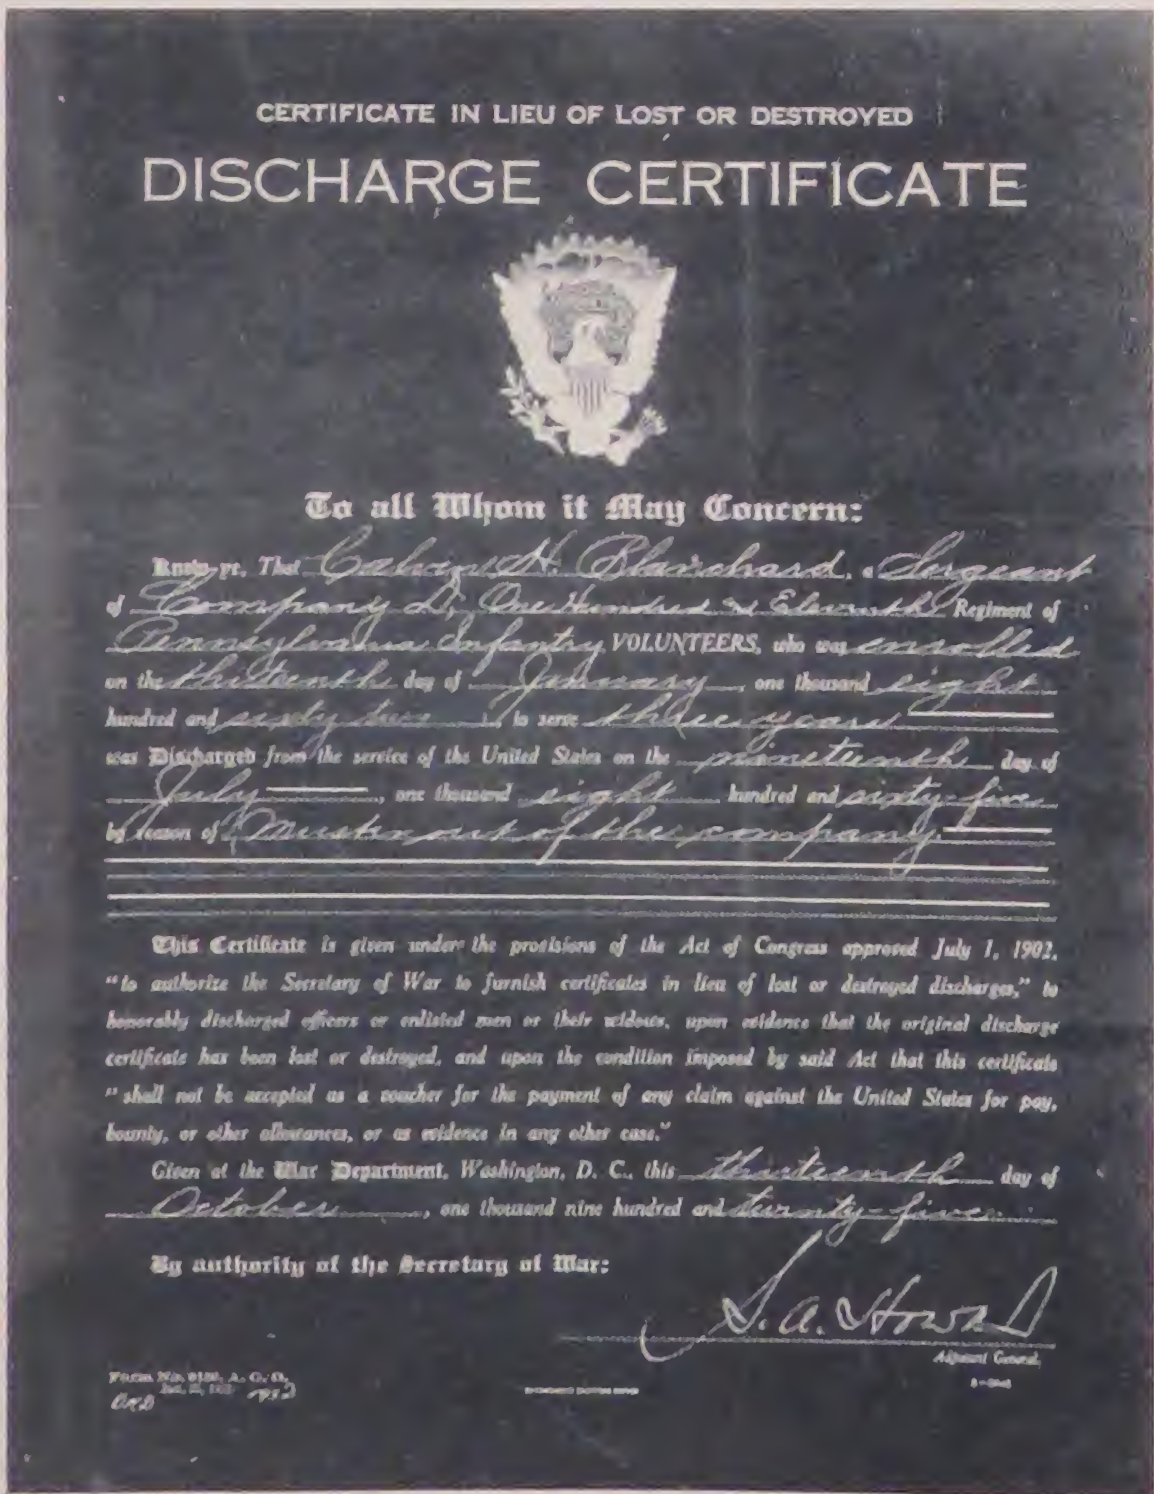 CERTIFICATE IN LIEU OF LOST OR DESTROYED
DISCHARGE CERTIFICATE
To all Whom it May Concern:
Know ye, That Calvin H. Blanchard, a Sergeant
of Company D, One Hundred and Eleventh Regiment of
Pennsylvania Infantry VOLUNTEERS, who was enrolled
on the thirteenth day of January, one thousand eight
hundred and sixty two, to serve three years
was Discharged from the service of the United States on the nineteenth day of
July, one thousand eight hundred and sixty-five
by reason of Muster out of the company
This Certificate is given under the provisions of the Act of Congress approved July 1, 1902,
"to authorize the Secretary of War to furnish certificates in lieu of lost or destroyed discharges," to
honorably discharged officers or enlisted men or their widows, upon evidence that the original discharge
certificate has been lost or destroyed, and upon the condition imposed by said Act that this certificate
"shall not be accepted as a voucher for the payment of any claim against the United States for pay,
bounty, or other allowances, or as evidence in any other case."
Given at the War Department, Washington, D. C., this thirteenth day of
October, one thousand nine hundred and twenty-five
By authority of the Secretary of War:
S. A. Howard
Adjutant General.
Form No. A. G. O.